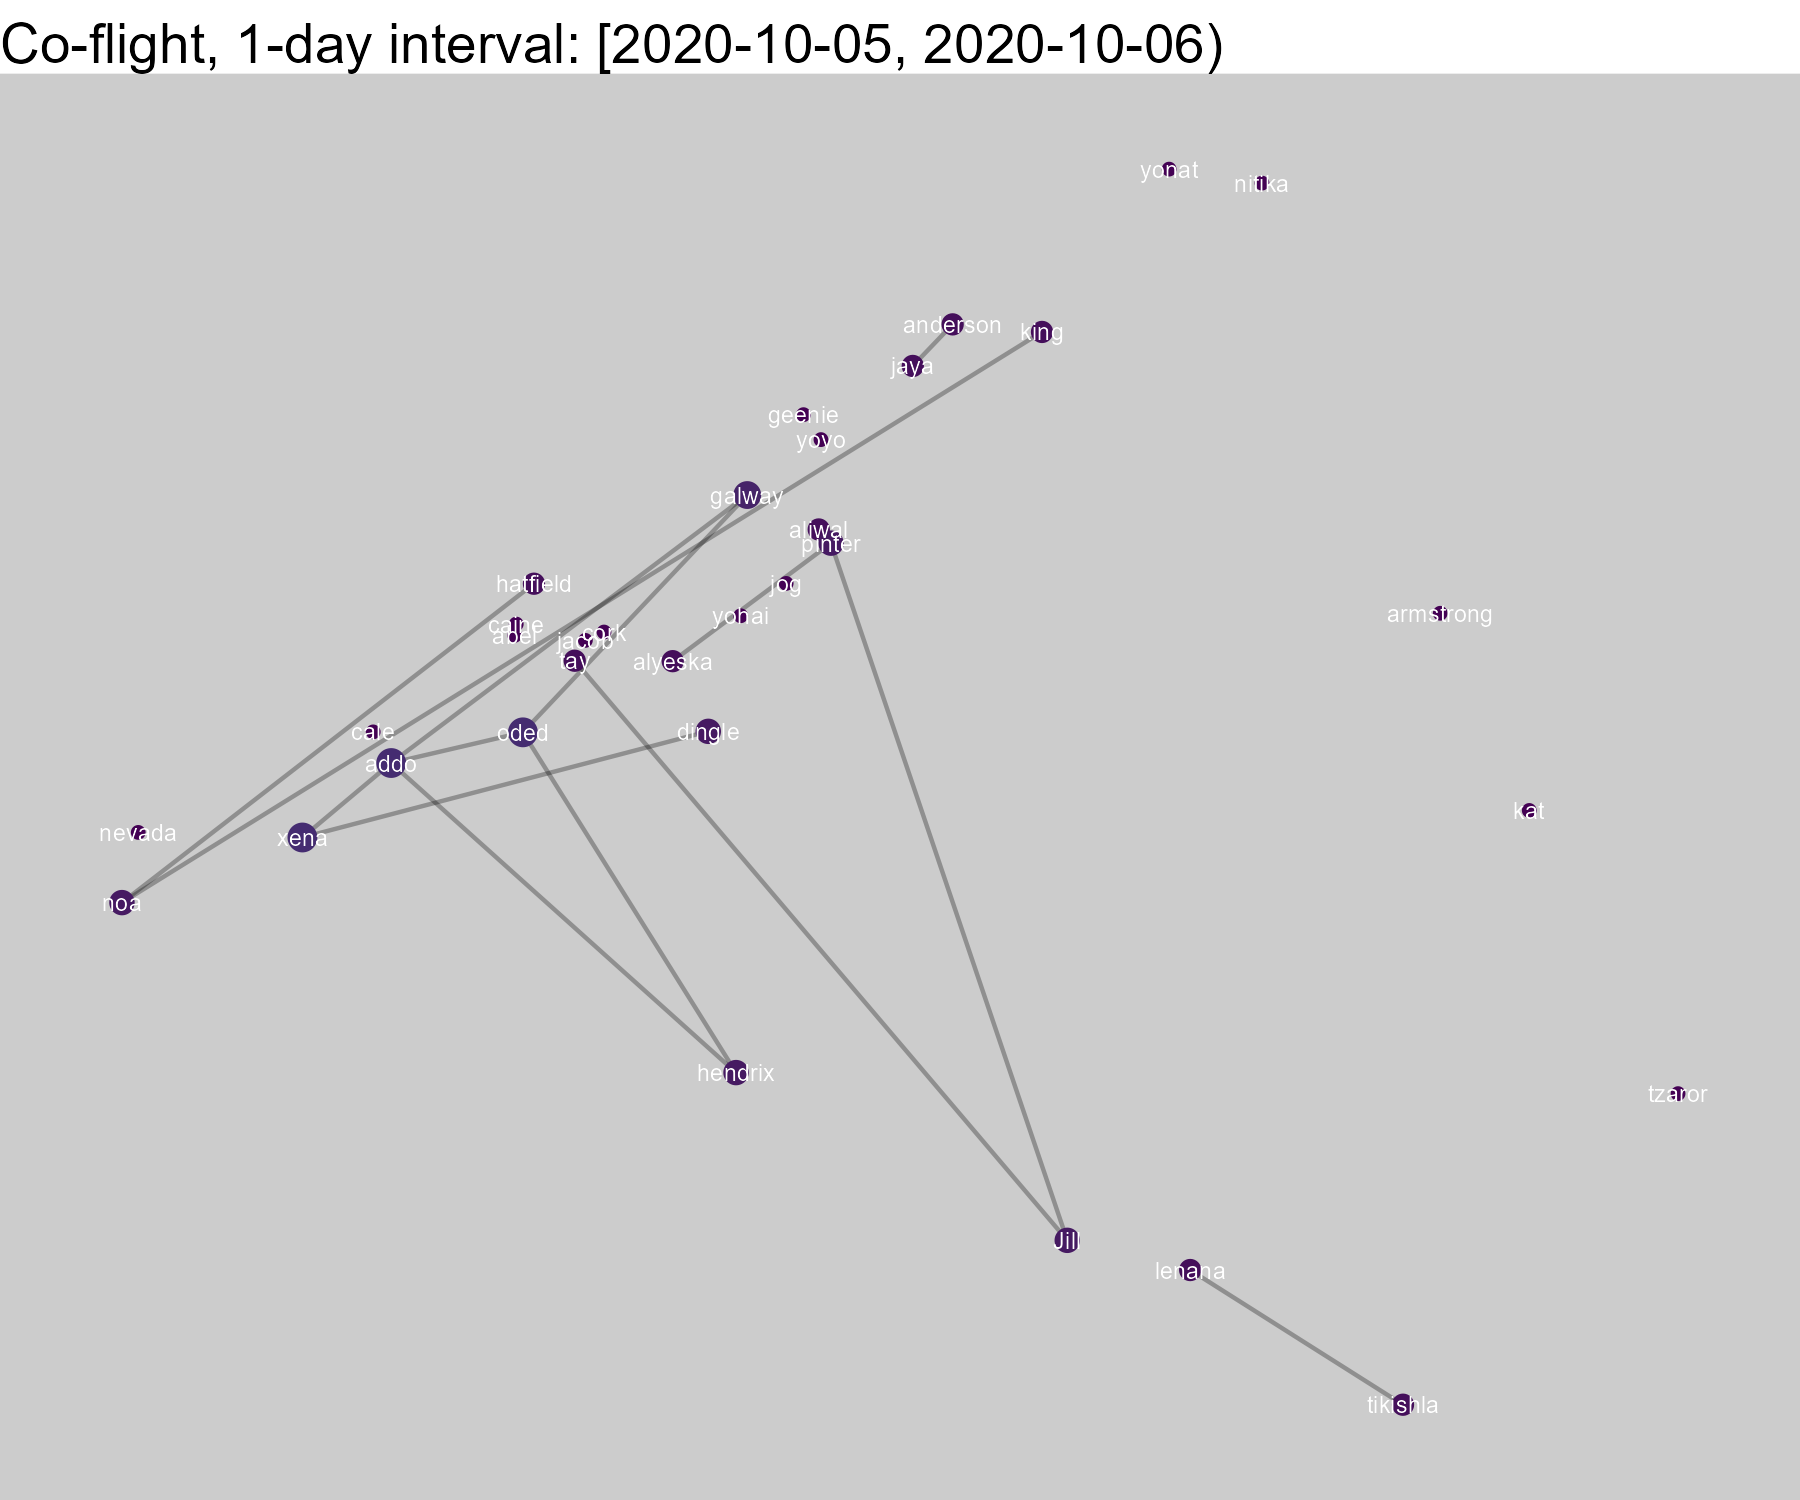 Co-flight, 1-day interval: [2020-10-05, 2020-10-06)
yonat
nitika
anderson
king
jaya
geenie
yoyo
galway
aliwal
pinter
hatfield
jog
armstrong
yohai
caine
cork
abel
jacob
tay
alyeska
cale
oded
dingle
addo
kat
nevada
xena
noa
hendrix
tzaror
Jill
lenana
tikishla